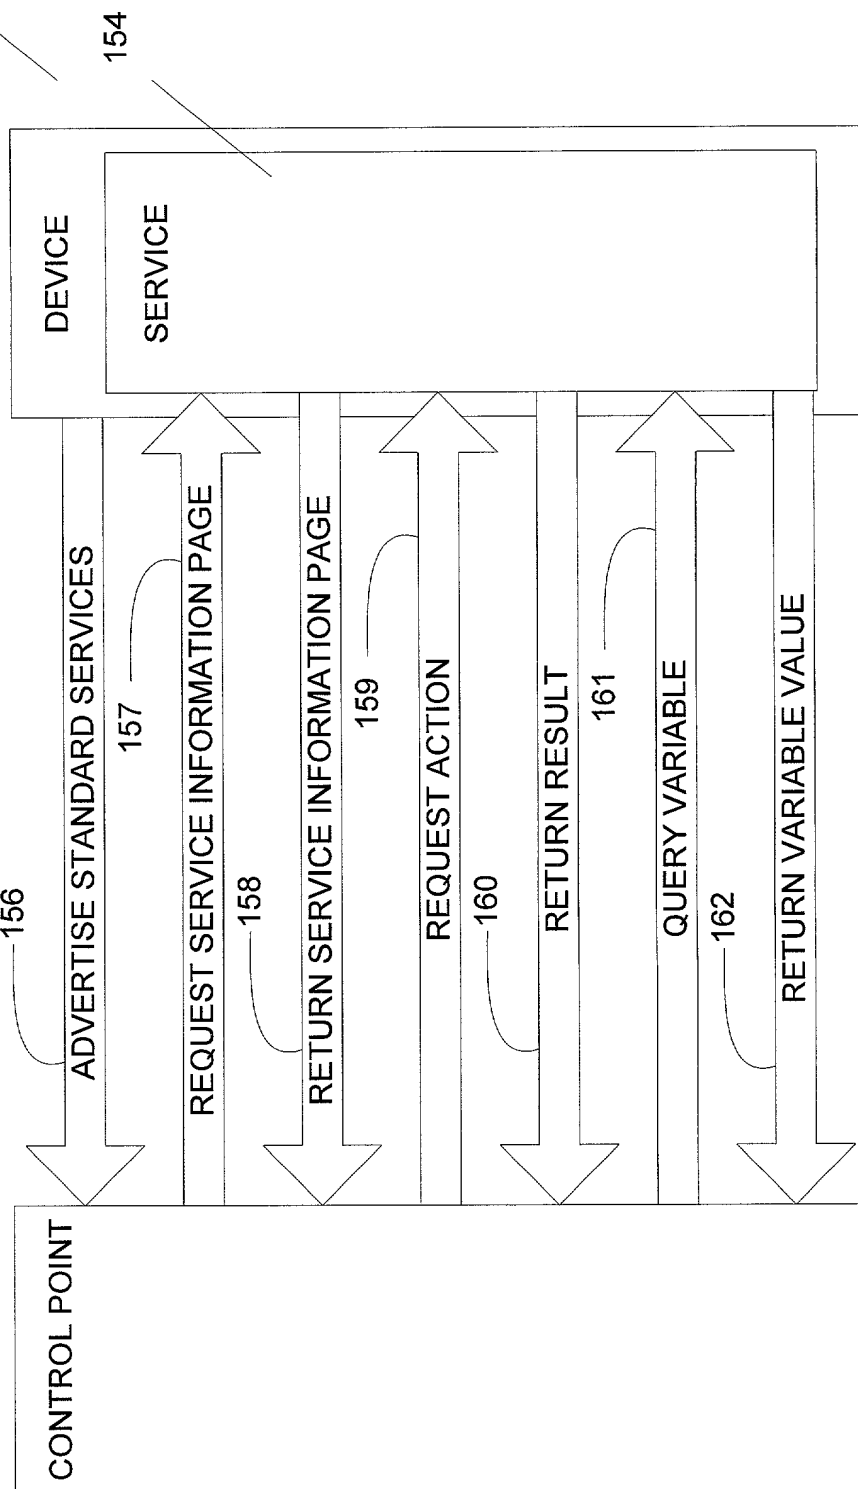 CONTROL POINT
DEVICE
154
SERVICE
156
ADVERTISE STANDARD SERVICES
157
REQUEST SERVICE INFORMATION PAGE
158
RETURN SERVICE INFORMATION PAGE
159
REQUEST ACTION
160
RETURN RESULT
161
QUERY VARIABLE
162
RETURN VARIABLE VALUE